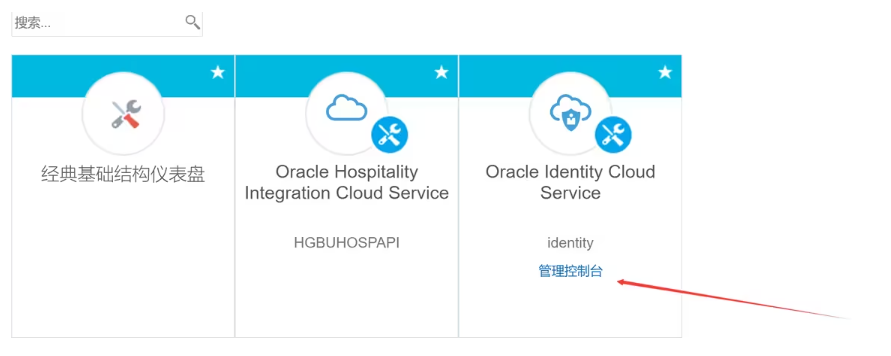 搜索...
经典基础结构仪表盘
Oracle Hospitality
Integration Cloud Service
HGBUHOSPAPI
Oracle Identity Cloud
Service
identity
管理控制台